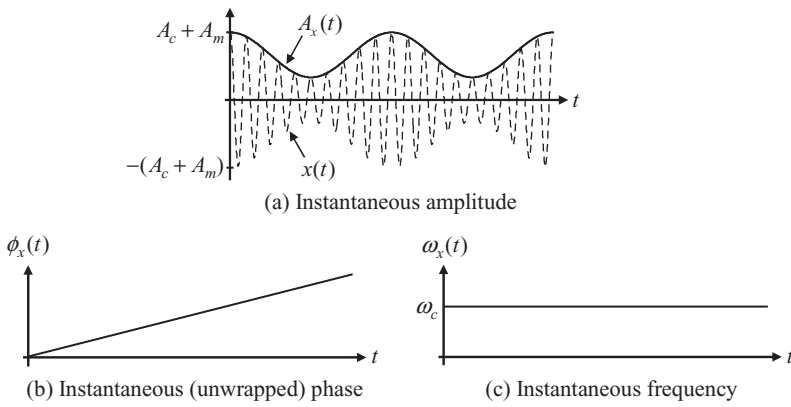 A_c + A_m
A_x(t)
t
−(A_c + A_m)
x(t)
(a) Instantaneous amplitude
ϕ_x(t)
t
(b) Instantaneous (unwrapped) phase
ω_x(t)
ω_c
t
(c) Instantaneous frequency